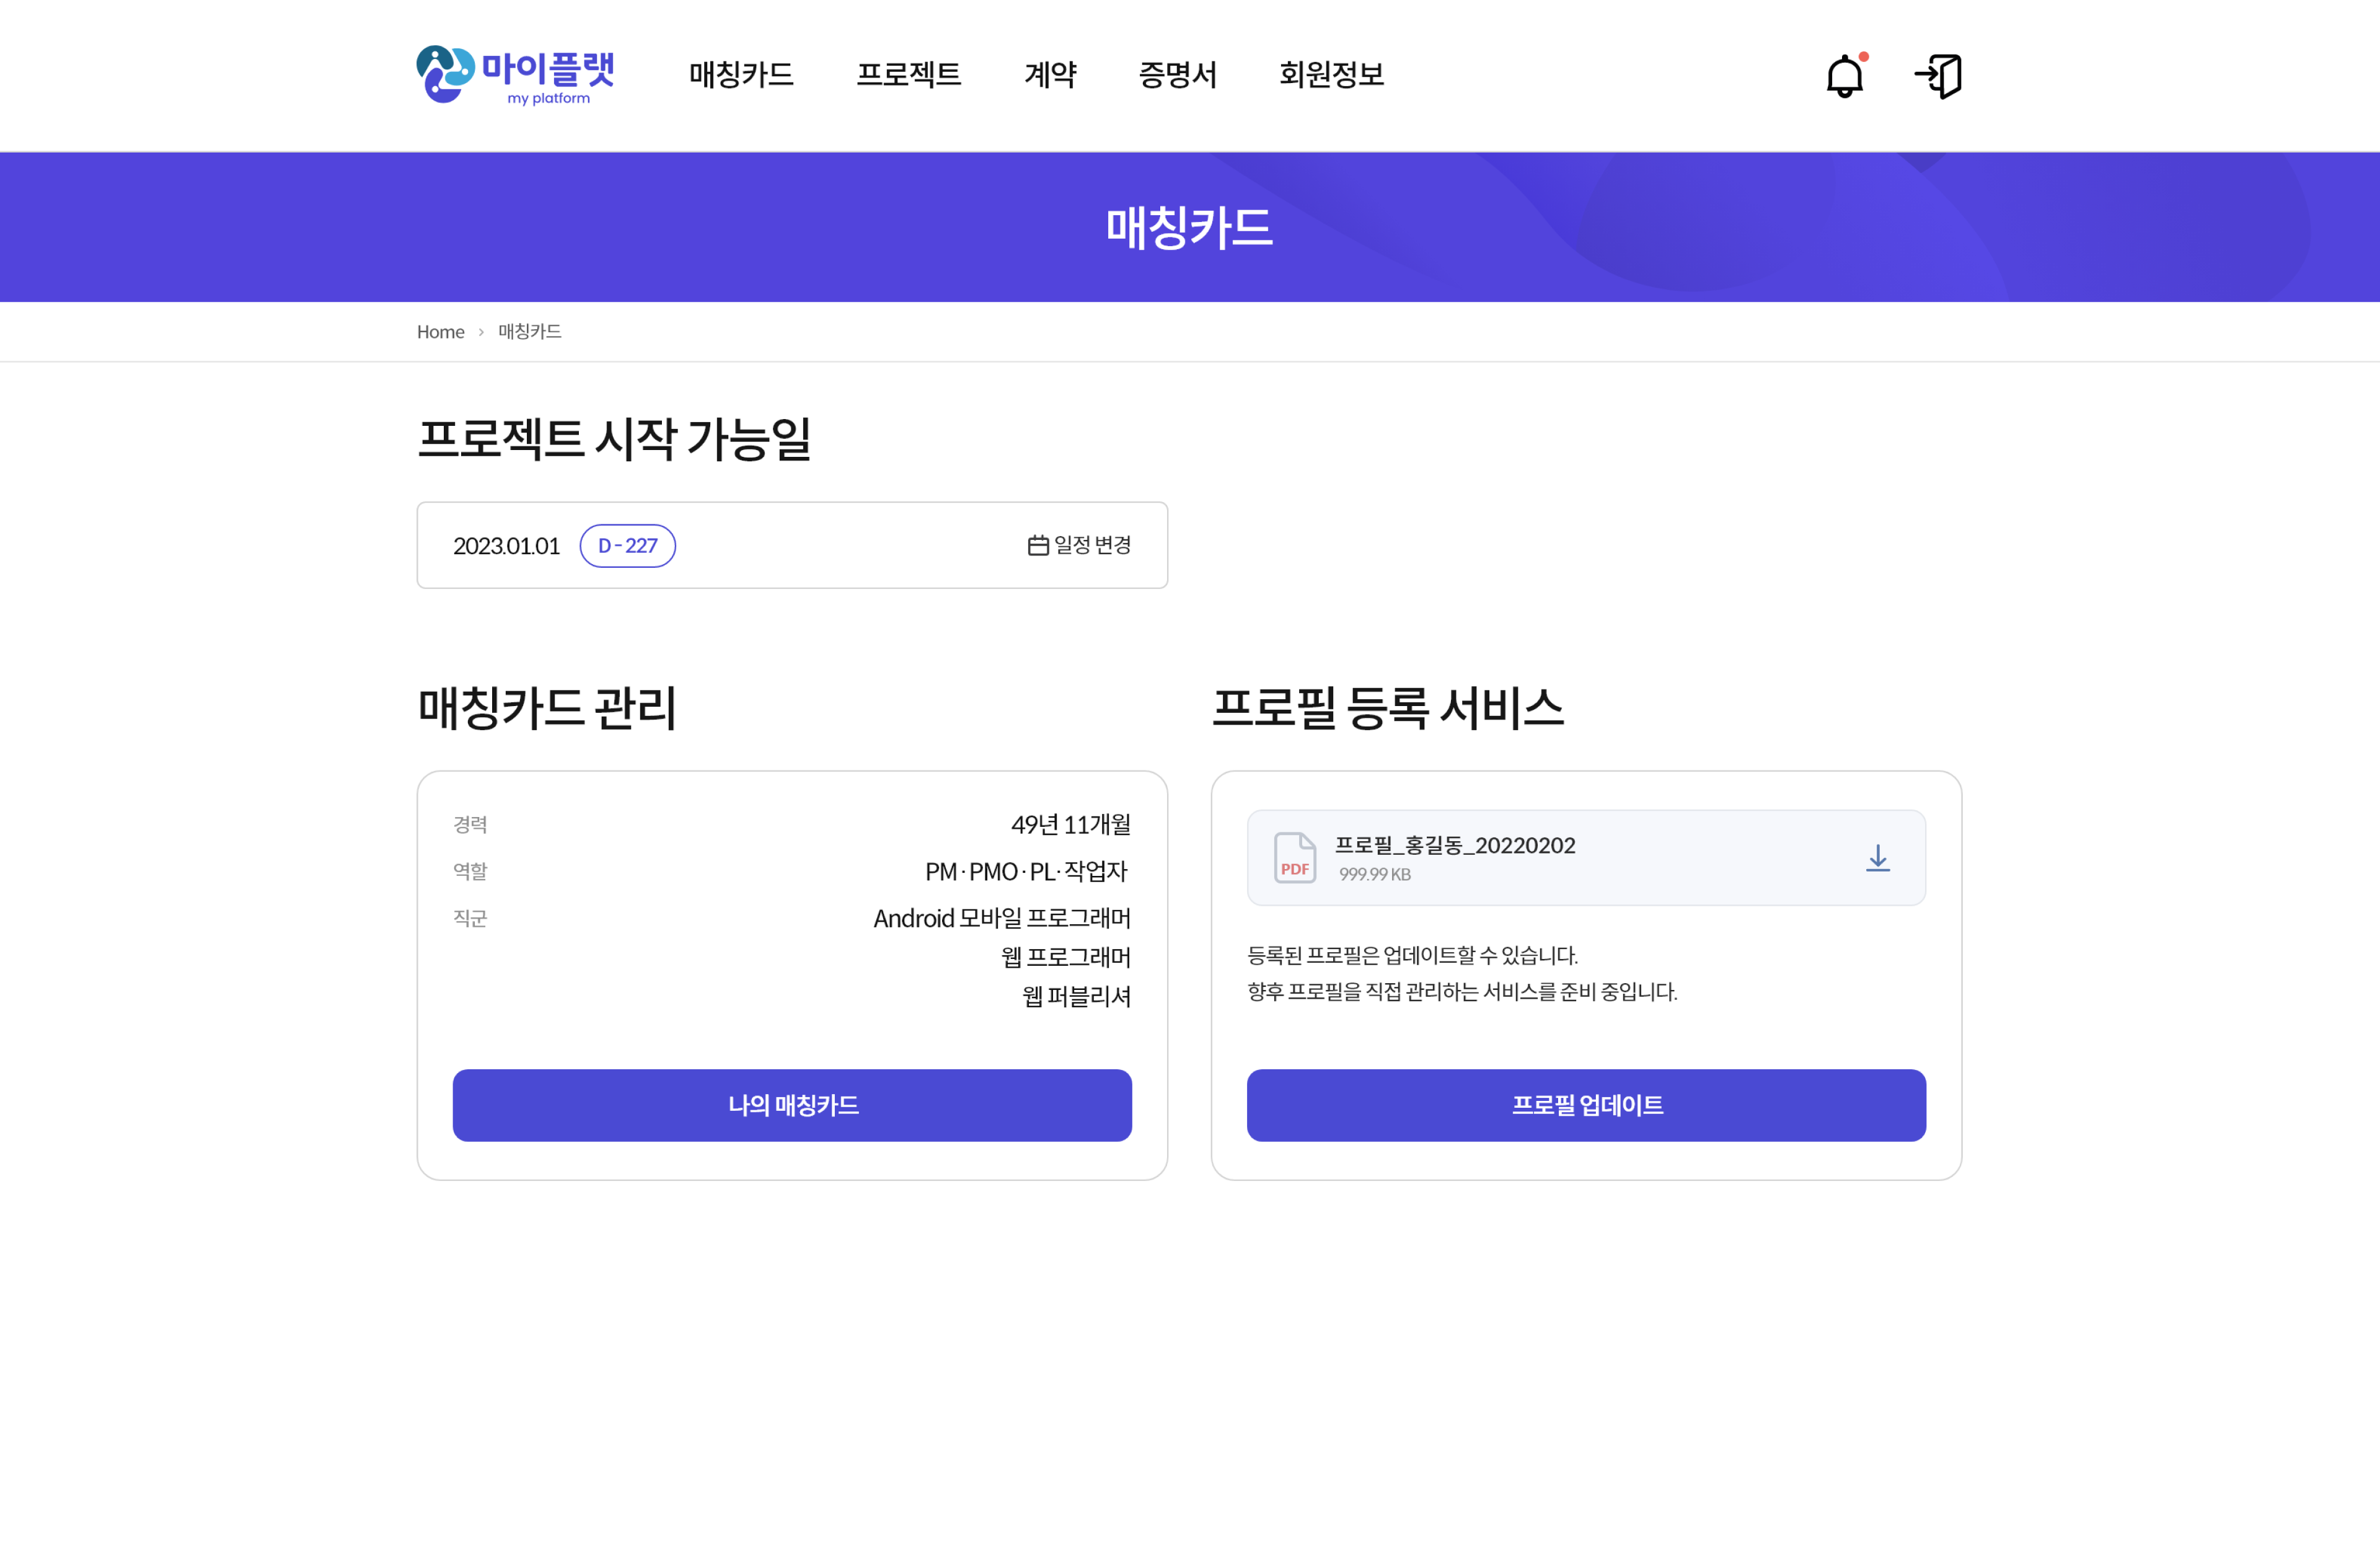 마이플랫
my platform
매칭카드 프로젝트 계약 증명서 회원정보
매칭카드
Home › 매칭카드
프로젝트 시작 가능일
2023.01.01 D-227 일정 변경
매칭카드 관리
경력 49년 11개월
역할 PM·PMO·PL·작업자
직군 Android 모바일 프로그래머
웹 프로그래머
웹 퍼블리셔
나의 매칭카드
프로필 등록 서비스
PDF 프로필_홍길동_20220202
999.99 KB
등록된 프로필은 업데이트할 수 있습니다.
향후 프로필을 직접 관리하는 서비스를 준비 중입니다.
프로필 업데이트